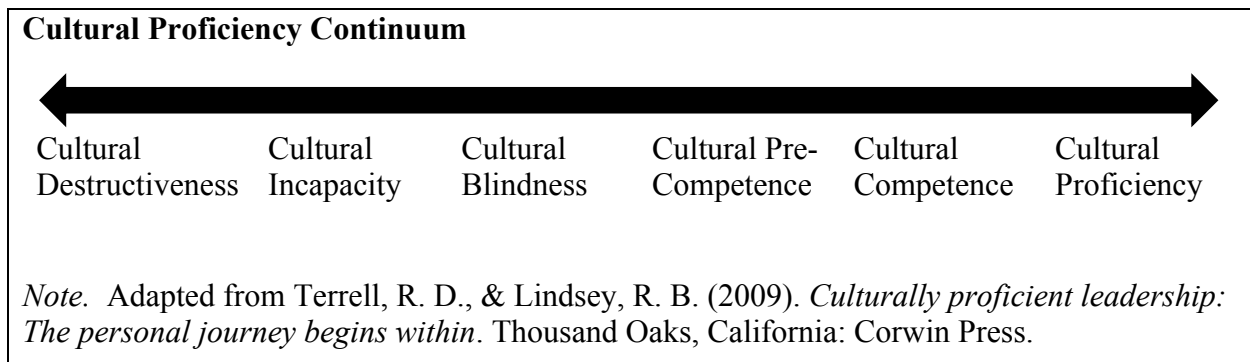 Cultural Proficiency Continuum
Cultural Destructiveness
Cultural Incapacity
Cultural Blindness
Cultural Pre-Competence
Cultural Competence
Cultural Proficiency
Note. Adapted from Terrell, R. D., & Lindsey, R. B. (2009). Culturally proficient leadership:
The personal journey begins within. Thousand Oaks, California: Corwin Press.